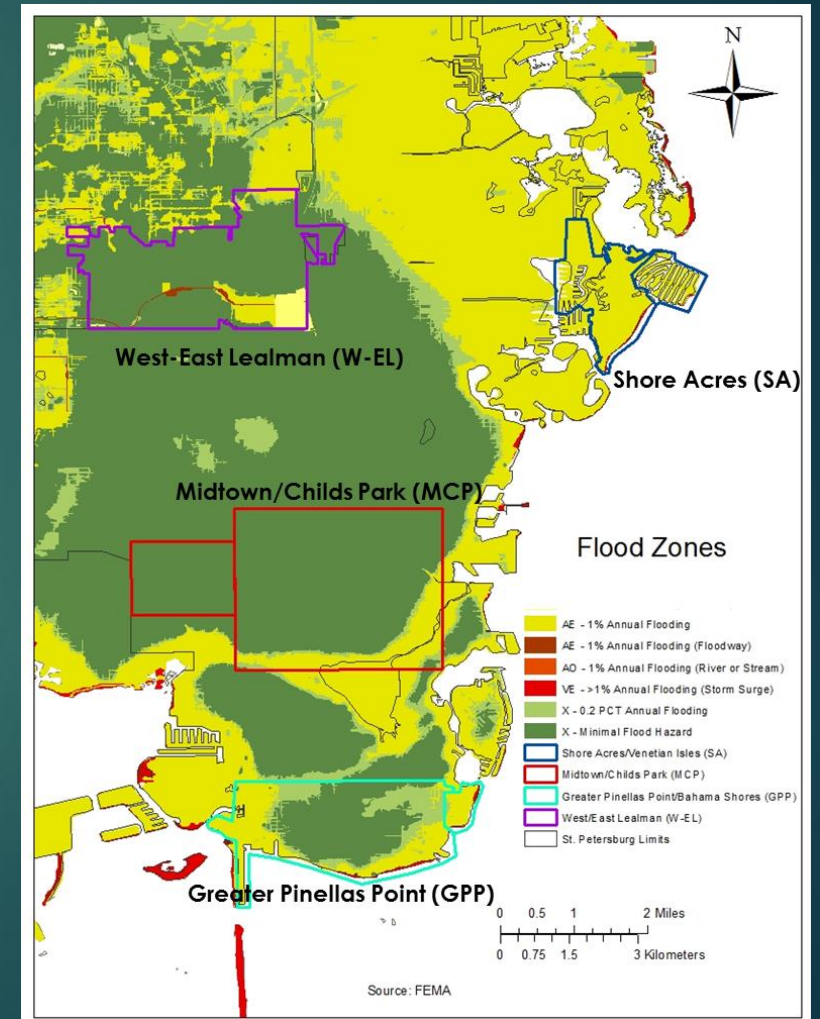 N
West-East Lealman (W-EL)
Shore Acres (SA)
Midtown/Childs Park (MCP)
Flood Zones
AE - 1% Annual Flooding
AE - 1% Annual Flooding (Floodway)
AO - 1% Annual Flooding (River or Stream)
VE - >1% Annual Flooding (Storm Surge)
X - 0.2 PCT Annual Flooding
X - Minimal Flood Hazard
Shore Acres/Venetian Isles (SA)
Midtown/Childs Park (MCP)
Greater Pinellas Point/Bahama Shores (GPP)
West/East Lealman (W-EL)
St. Petersburg Limits
Greater Pinellas Point (GPP)
0 0.5 1 2 Miles
0 0.75 1.5 3 Kilometers
Source: FEMA